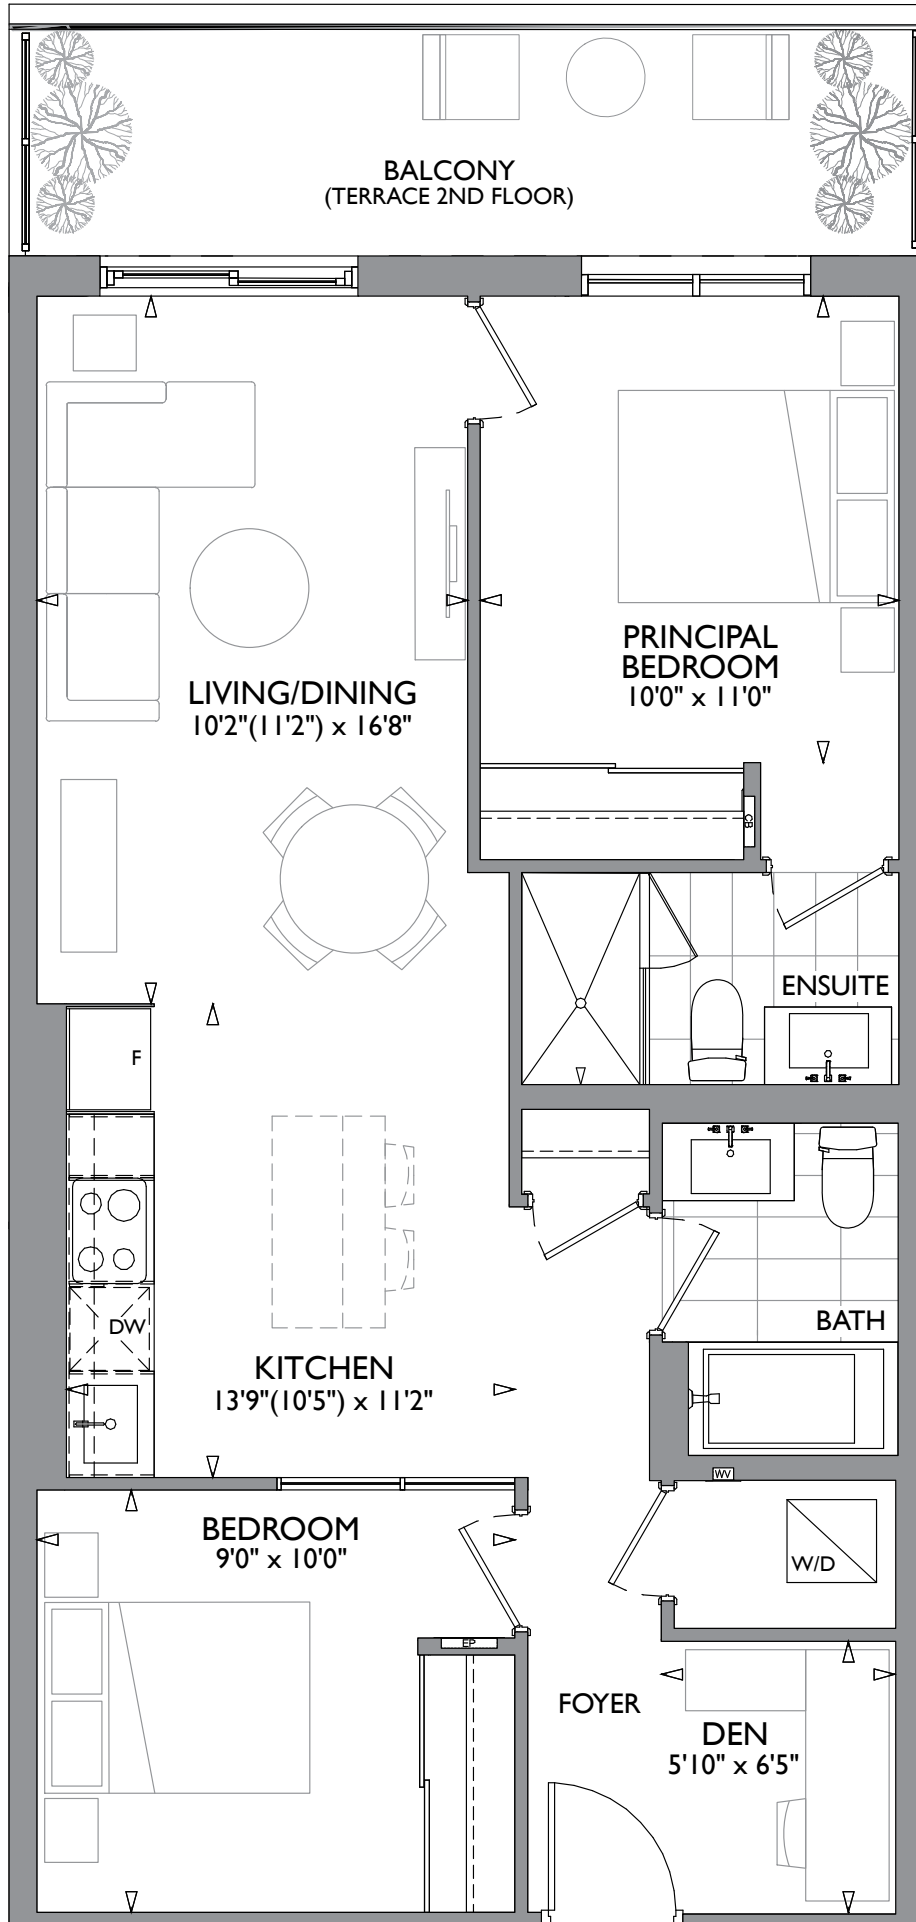 BALCONY
(TERRACE 2ND FLOOR)
PRINCIPAL
BEDROOM
10'0" x 11'0"
LIVING/DINING
10'2"(11'2") x 16'8"
CB
ENSUITE
F
DW
BATH
KITCHEN
13'9"(10'5") x 11'2"
WV
BEDROOM
9'0" x 10'0"
W/D
EP
FOYER
DEN
5'10" x 6'5"